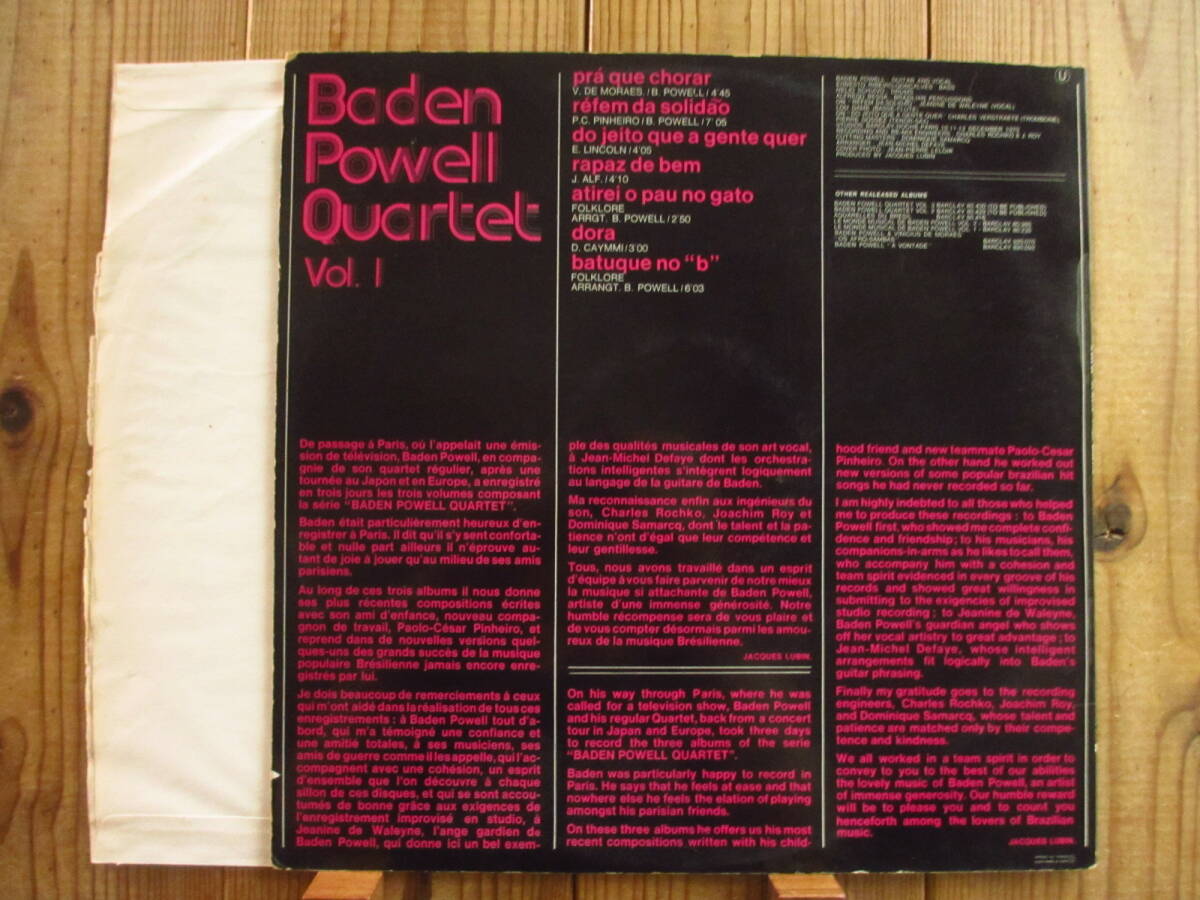 Baden
Powell
Quartet
Vol. I
prá que chorar
V. DE MORAES / B. POWELL / 4'45
réfem da solidão
P.C. PINHEIRO / B. POWELL / 7'05
do jeito que a gente quer
E. LINCOLN / 4'05
rapaz de bem
J. ALF. / 4'10
atirei o pau no gato
FOLKLORE
ARRGT. B. POWELL / 2'50
dora
D. CAYMMI / 3'00
batuque no "b"
FOLKLORE
ARRANGT. B. POWELL / 6'03
U
BADEN POWELL GUITAR AND VOCAL
ERNESTO RIBEIRO GONÇALVES BASS
ALFREDO BESSA BRAZILIAN PERCUSSIONS
JEANINE DE WALEYNE (VOCAL)
CHARLES VERSTRAETE (TROMBONE)
ARRANGER JEAN-MICHEL DEFAYE
COVER PHOTO JEAN-PIERRE LELOIR
PRODUCED BY JACQUES LUBIN
OTHER REALEASED ALBUMS
De passage à Paris, où l'appelait une émis-
sion de télévision, Baden Powell, en compa-
gnie de son quartet régulier, après une
tournée au Japon et en Europe, a enregistré
en trois jours les trois volumes composant
la série "BADEN POWELL QUARTET".
Baden était particulièrement heureux d'en-
registrer à Paris. Il dit qu'il s'y sent conforta-
ble et nulle part ailleurs il n'éprouve au-
tant de joie à jouer qu'au milieu de ses amis
parisiens.
Au long de ces trois albums il nous donne
ses plus récentes compositions écrites
avec son ami d'enfance, nouveau compa-
gnon de travail, Paolo-César Pinheiro, et
reprend dans de nouvelles versions quel-
ques-uns des grands succès de la musique
populaire Brésilienne jamais encore enre-
gistrés par lui.
Je dois beaucoup de remerciements à ceux
qui m'ont aidé dans la réalisation de tous ces
enregistrements : à Baden Powell tout d'a-
bord, qui m'a témoigné une confiance et
une amitié totales, à ses musiciens, ses
amis de guerre comme il les appelle, qui l'ac-
compagnent avec une cohésion, un esprit
d'ensemble que l'on découvre à chaque
sillon de ces disques, et qui se sont accou-
tumés de bonne grâce aux exigences de
l'enregistrement improvisé en studio, à
Jeanine de Waleyne, l'ange gardien de
Baden Powell, qui donne ici un bel exem-
ple des qualités musicales de son art vocal,
à Jean-Michel Defaye dont les orchestra-
tions intelligentes s'intègrent logiquement
au langage de la guitare de Baden.
Ma reconnaissance enfin aux ingénieurs du
son, Charles Rochko, Joachim Roy et
Dominique Samarcq, dont le talent et la pa-
tience n'ont d'égal que leur compétence et
leur gentillesse.
Tous, nous avons travaillé dans un esprit
d'équipe à vous faire parvenir de notre mieux
la musique si attachante de Baden Powell,
artiste d'une immense générosité. Notre
humble récompense sera de vous plaire et
de vous compter désormais parmi les amou-
reux de la musique Brésilienne.
JACQUES LUBIN.
On his way through Paris, where he was
called for a television show, Baden Powell
and his regular Quartet, back from a concert
tour in Japan and Europe, took three days
to record the three albums of the serie
"BADEN POWELL QUARTET".
Baden was particularly happy to record in
Paris. He says that he feels at ease and that
nowhere else he feels the elation of playing
amongst his parisian friends.
On these three albums he offers us his most
recent compositions written with his child-
hood friend and new teammate Paolo-Cesar
Pinheiro. On the other hand he worked out
new versions of some popular brazilian hit
songs he had never recorded so far.
I am highly indebted to all those who helped
me to produce these recordings : to Baden
Powell first, who showed me complete confi-
dence and friendship; to his musicians, his
companions-in-arms as he likes to call them,
who accompany him with a cohesion and
team spirit evidenced in every groove of his
records and showed great willingness in
submitting to the exigencies of improvised
studio recording ; to Jeanine de Waleyne
Baden Powell's guardian angel who shows
off her vocal artistry to great advantage ; to
Jean-Michel Defaye, whose intelligent
arrangements fit logically into Baden's
guitar phrasing.
Finally my gratitude goes to the recording
engineers, Charles Rochko, Joachim Roy,
and Dominique Samarcq, whose talent and
patience are matched only by their compe-
tence and kindness.
We all worked in a team spirit in order to
convey to you to the best of our abilities
the lovely music of Baden Powell, an artist
of immense generosity. Our humble reward
will be to please you and to count you
henceforth among the lovers of Brazilian
music.
JACQUES LUBIN.